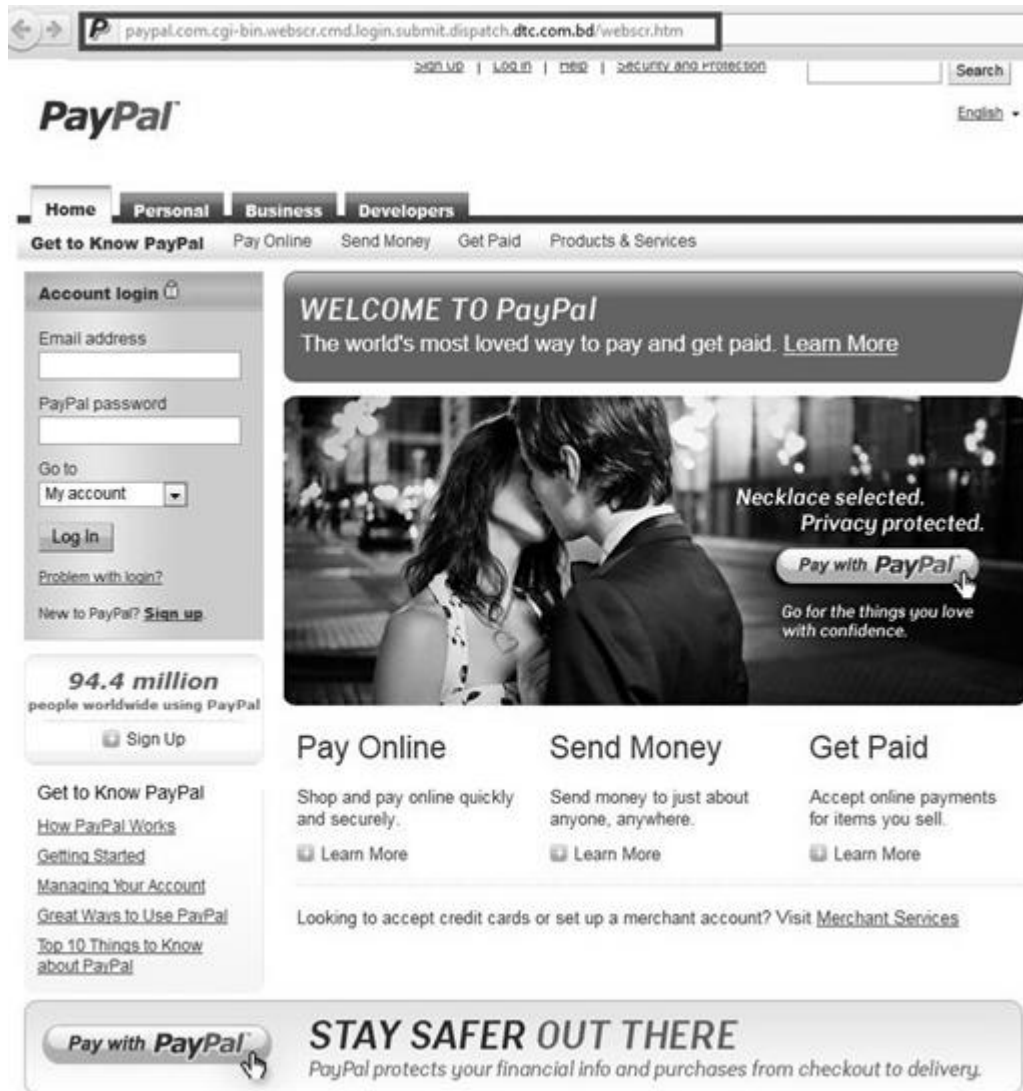 paypal.com.cgi-bin.webscr.cmd.login.submit.dispatch.dtc.com.bd/webscr.htm
Sign Up | Log in | Help | Security and Protection
Search
PayPal
English
Home Personal Business Developers
Get to Know PayPal Pay Online Send Money Get Paid Products & Services
Account login
Email address
PayPal password
Go to
My account
Log In
Problem with login?
New to PayPal? Sign up.
94.4 million
people worldwide using PayPal
Sign Up
Get to Know PayPal
How PayPal Works
Getting Started
Managing Your Account
Great Ways to Use PayPal
Top 10 Things to Know
about PayPal
WELCOME TO PayPal
The world's most loved way to pay and get paid. Learn More
Necklace selected.
Privacy protected.
Pay with PayPal
Go for the things you love
with confidence.
Pay Online
Shop and pay online quickly
and securely.
Learn More
Send Money
Send money to just about
anyone, anywhere.
Learn More
Get Paid
Accept online payments
for items you sell.
Learn More
Looking to accept credit cards or set up a merchant account? Visit Merchant Services
Pay with PayPal
STAY SAFER OUT THERE
PayPal protects your financial info and purchases from checkout to delivery.